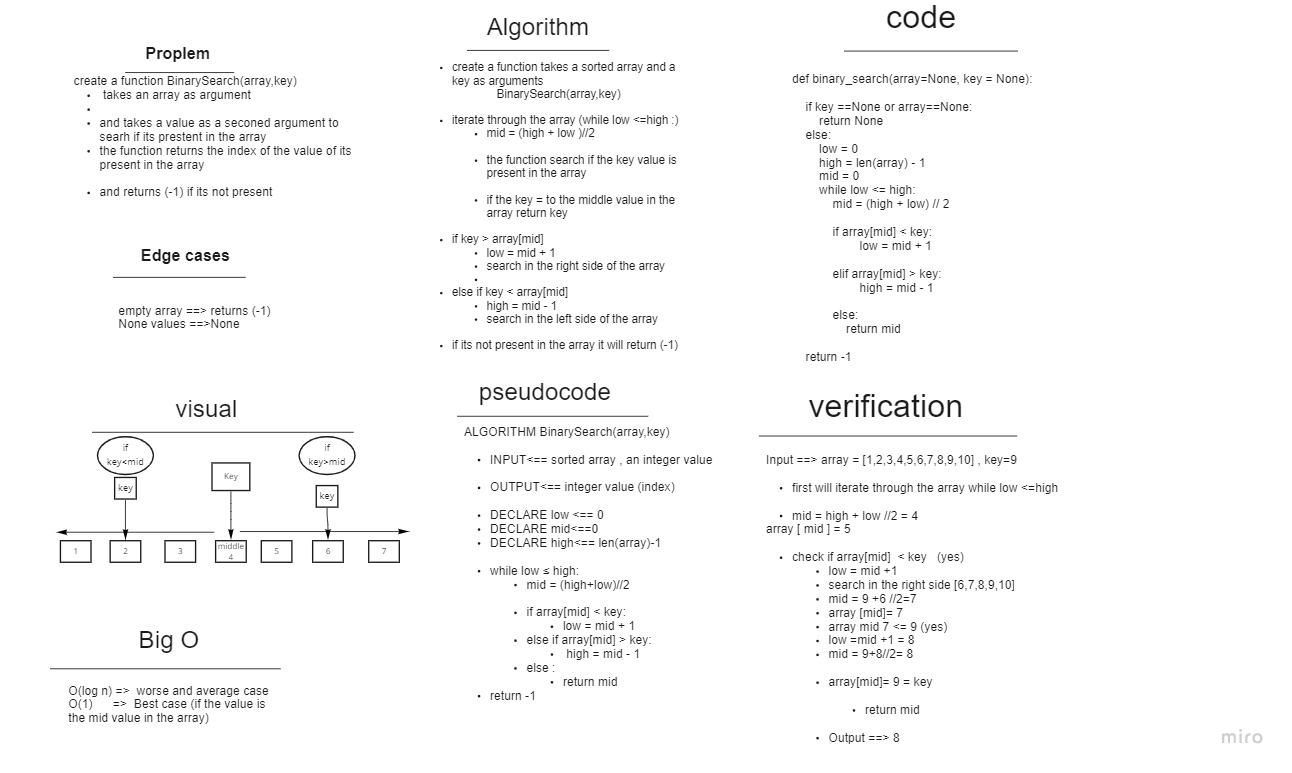 Proplem
create a function BinarySearch(array,key)
• takes an array as argument
•
• and takes a value as a seconed argument to
searh if its prestent in the array
• the function returns the index of the value of its
present in the array
• and returns (-1) if its not present
Edge cases
empty array ==> returns (-1)
None values ==>None
visual
if
key<mid
key
Key
if
key>mid
key
1
2
3
middle
4
5
6
7
Big O
O(log n) => worse and average case
O(1) => Best case (if the value is
the mid value in the array)
Algorithm
• create a function takes a sorted array and a
key as arguments
BinarySearch(array,key)
• iterate through the array (while low <=high :)
• mid = (high + low )//2
• the function search if the key value is
present in the array
• if the key = to the middle value in the
array return key
• if key > array[mid]
• low = mid + 1
• search in the right side of the array
•
• else if key < array[mid]
• high = mid - 1
• search in the left side of the array
• if its not present in the array it will return (-1)
pseudocode
ALGORITHM BinarySearch(array,key)
• INPUT<== sorted array , an integer value
• OUTPUT<== integer value (index)
• DECLARE low <== 0
• DECLARE mid<==0
• DECLARE high<== len(array)-1
• while low ≤ high:
• mid = (high+low)//2
• if array[mid] < key:
• low = mid + 1
• else if array[mid] > key:
• high = mid - 1
• else :
• return mid
• return -1
code
def binary_search(array=None, key = None):
if key ==None or array==None:
return None
else:
low = 0
high = len(array) - 1
mid = 0
while low <= high:
mid = (high + low) // 2
if array[mid] < key:
low = mid + 1
elif array[mid] > key:
high = mid - 1
else:
return mid
return -1
verification
Input ==> array = [1,2,3,4,5,6,7,8,9,10] , key=9
• first will iterate through the array while low <=high
• mid = high + low //2 = 4
array [ mid ] = 5
• check if array[mid] < key (yes)
• low = mid +1
• search in the right side [6,7,8,9,10]
• mid = 9 +6 //2=7
• array [mid]= 7
• array mid 7 <= 9 (yes)
• low =mid +1 = 8
• mid = 9+8//2= 8
• array[mid]= 9 = key
• return mid
• Output ==> 8
miro